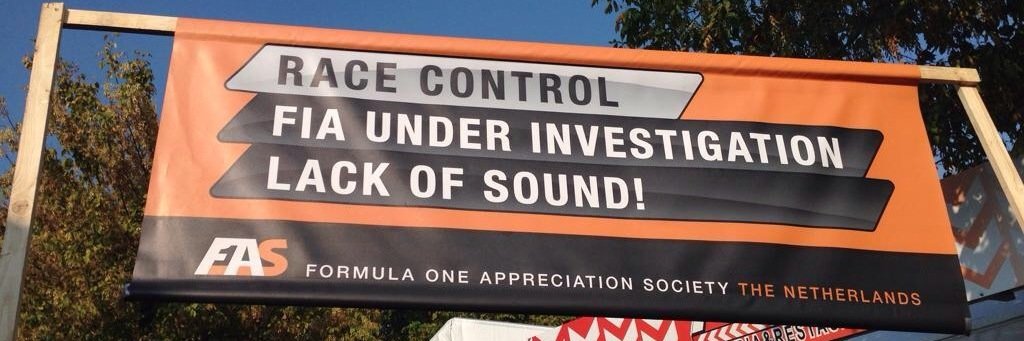 RACE CONTROL
FIA UNDER INVESTIGATION
LACK OF SOUND!
FAS FORMULA ONE APPRECIATION SOCIETY THE NETHERLANDS